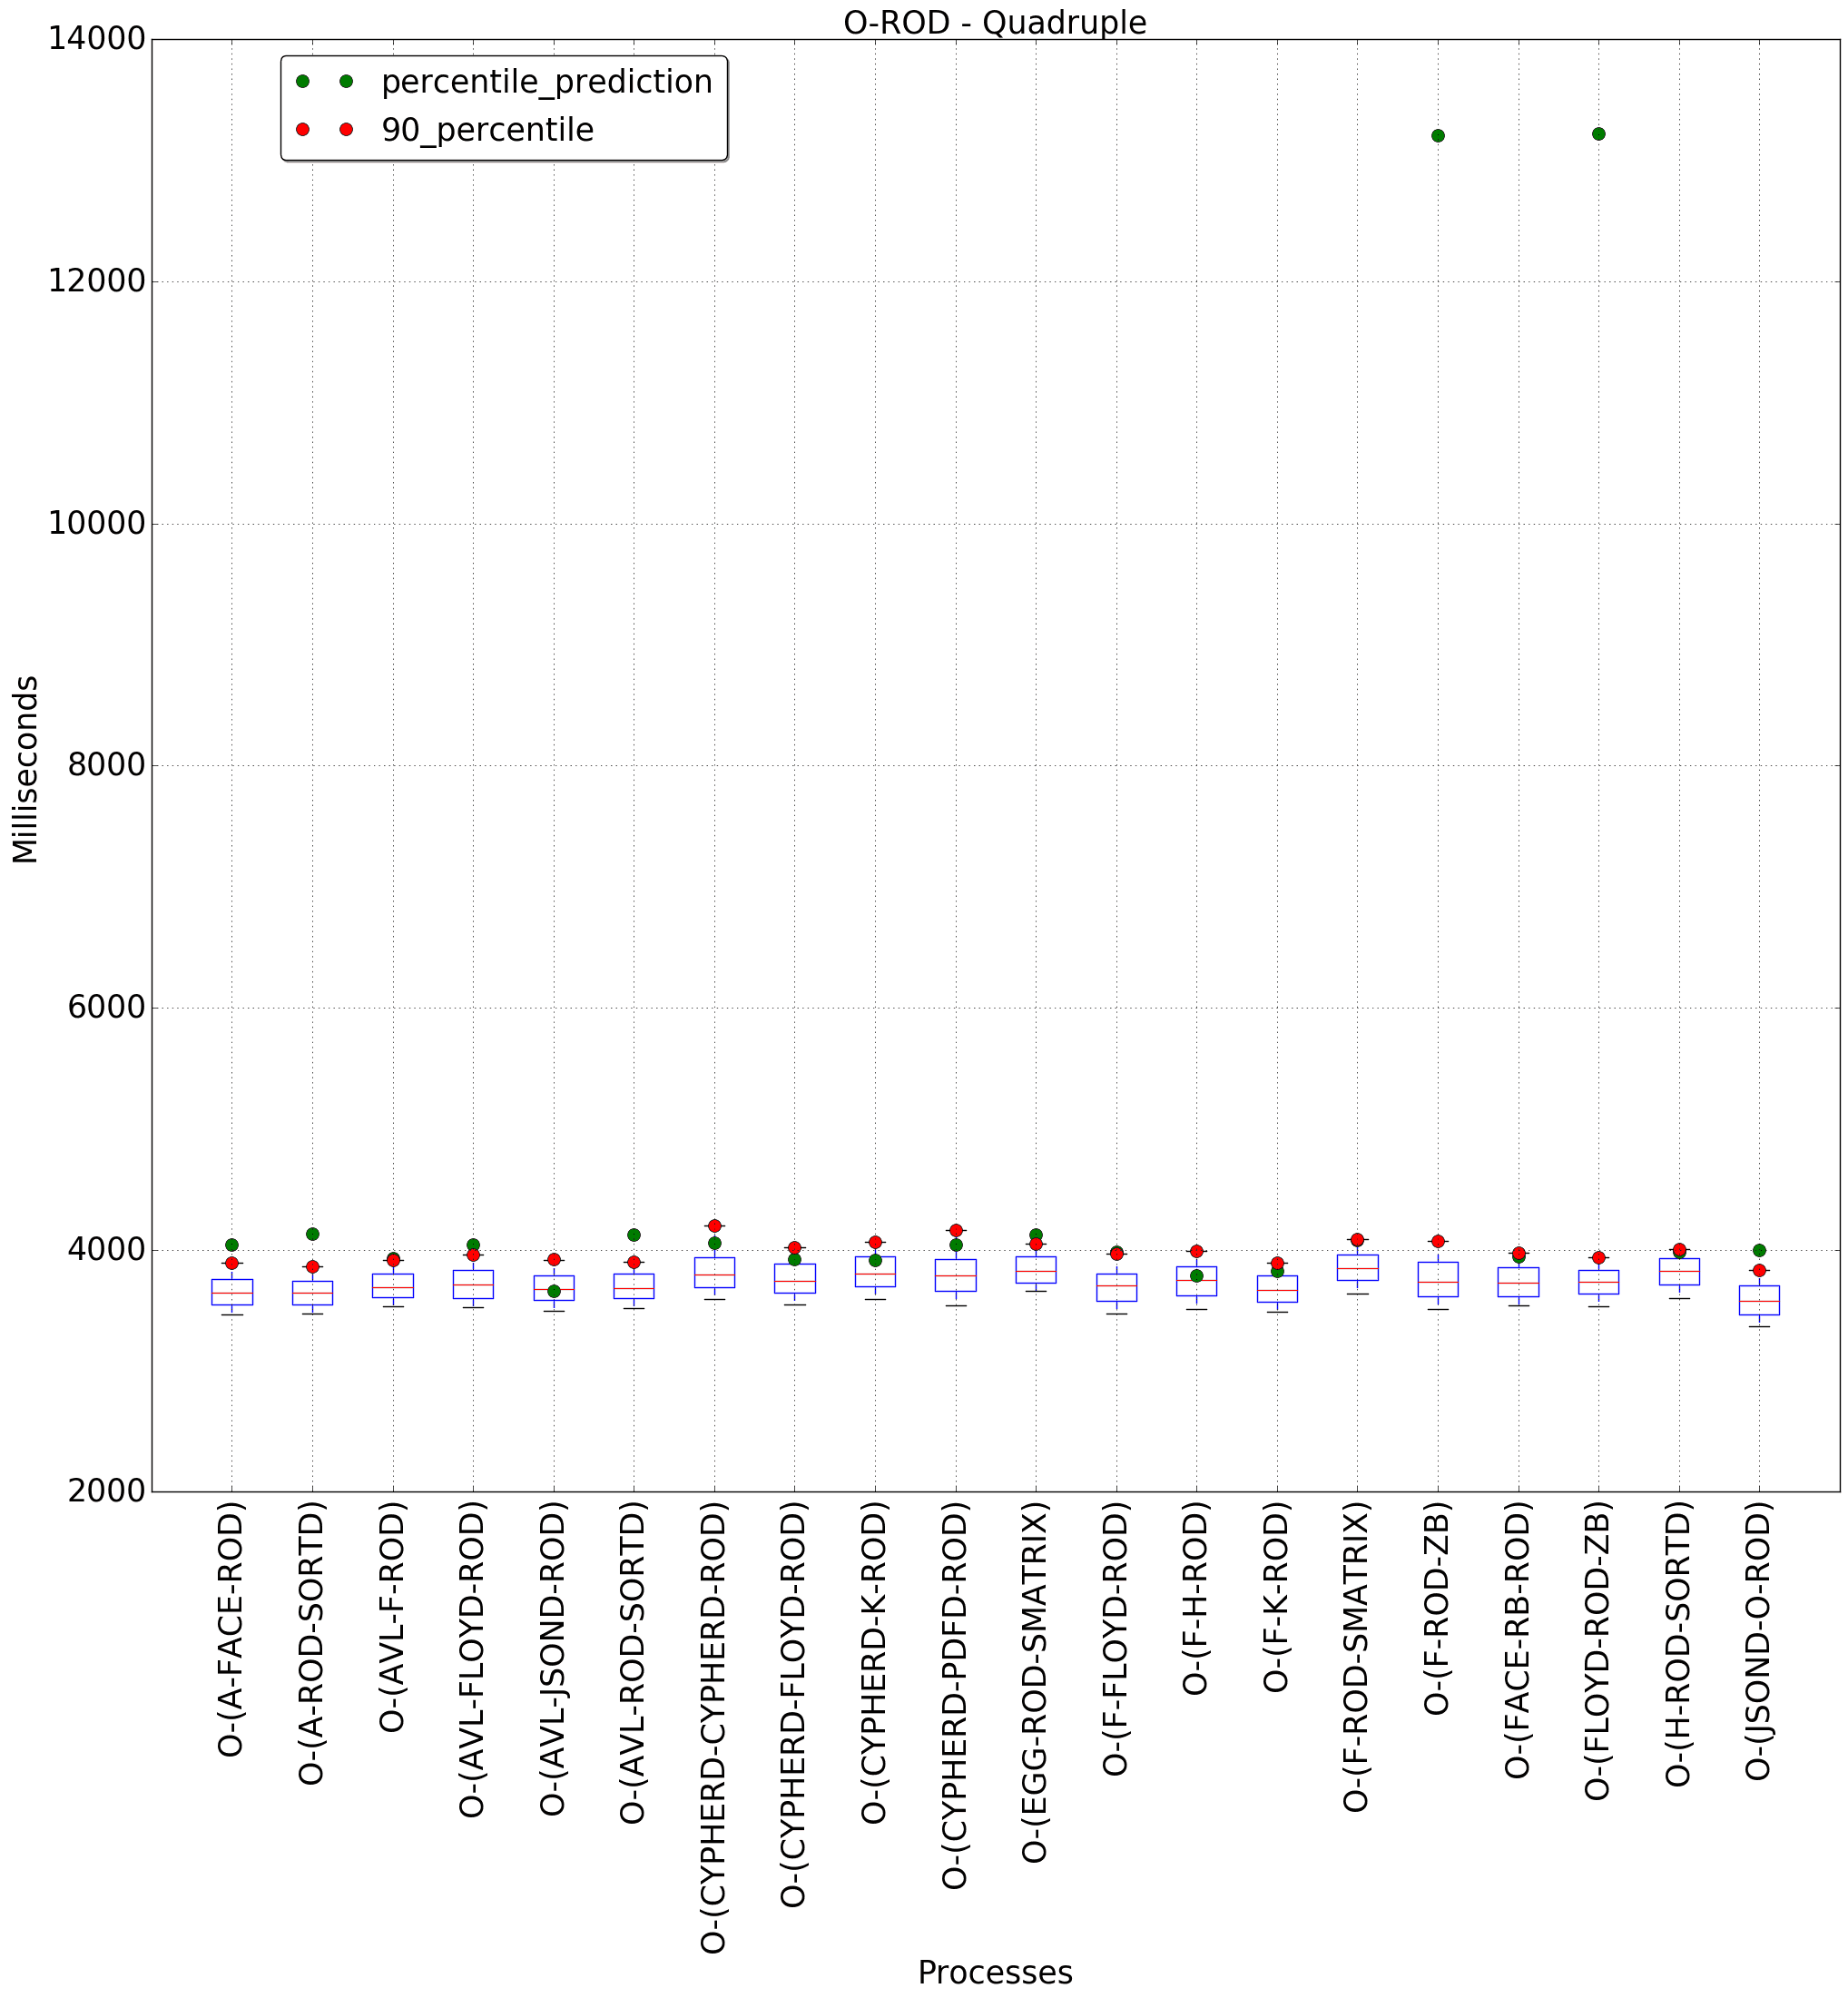 O-ROD - Quadruple
percentile_prediction
90_percentile
Milliseconds
14000
12000
10000
8000
6000
4000
2000
O-(A-FACE-ROD)
O-(A-ROD-SORTD)
O-(AVL-F-ROD)
O-(AVL-FLOYD-ROD)
O-(AVL-JSOND-ROD)
O-(AVL-ROD-SORTD)
O-(CYPHERD-CYPHERD-ROD)
O-(CYPHERD-FLOYD-ROD)
O-(CYPHERD-K-ROD)
O-(CYPHERD-PDFD-ROD)
O-(EGG-ROD-SMATRIX)
O-(F-FLOYD-ROD)
O-(F-H-ROD)
O-(F-K-ROD)
O-(F-ROD-SMATRIX)
O-(F-ROD-ZB)
O-(FACE-RB-ROD)
O-(FLOYD-ROD-ZB)
O-(H-ROD-SORTD)
O-(JSOND-O-ROD)
Processes